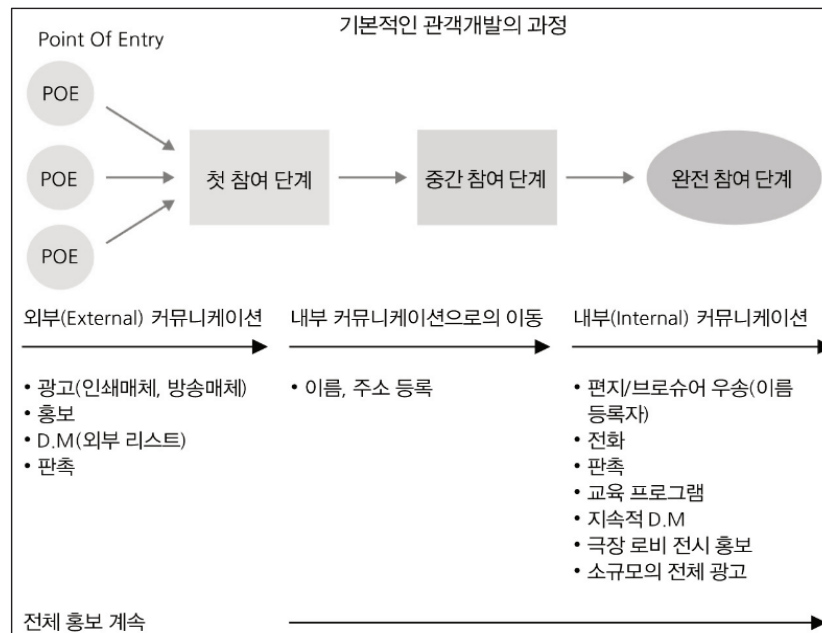 기본적인 관객개발의 과정
Point Of Entry
POE
POE
POE
첫 참여 단계
중간 참여 단계
완전 참여 단계
외부(External) 커뮤니케이션
• 광고(인쇄매체, 방송매체)
• 홍보
• D.M(외부 리스트)
• 판촉
내부 커뮤니케이션으로의 이동
• 이름, 주소 등록
내부(Internal) 커뮤니케이션
• 편지/브로슈어 우송(이름
등록자)
• 전화
• 판촉
• 교육 프로그램
• 지속적 D.M
• 극장 로비 전시 홍보
• 소규모의 전체 광고
전체 홍보 계속